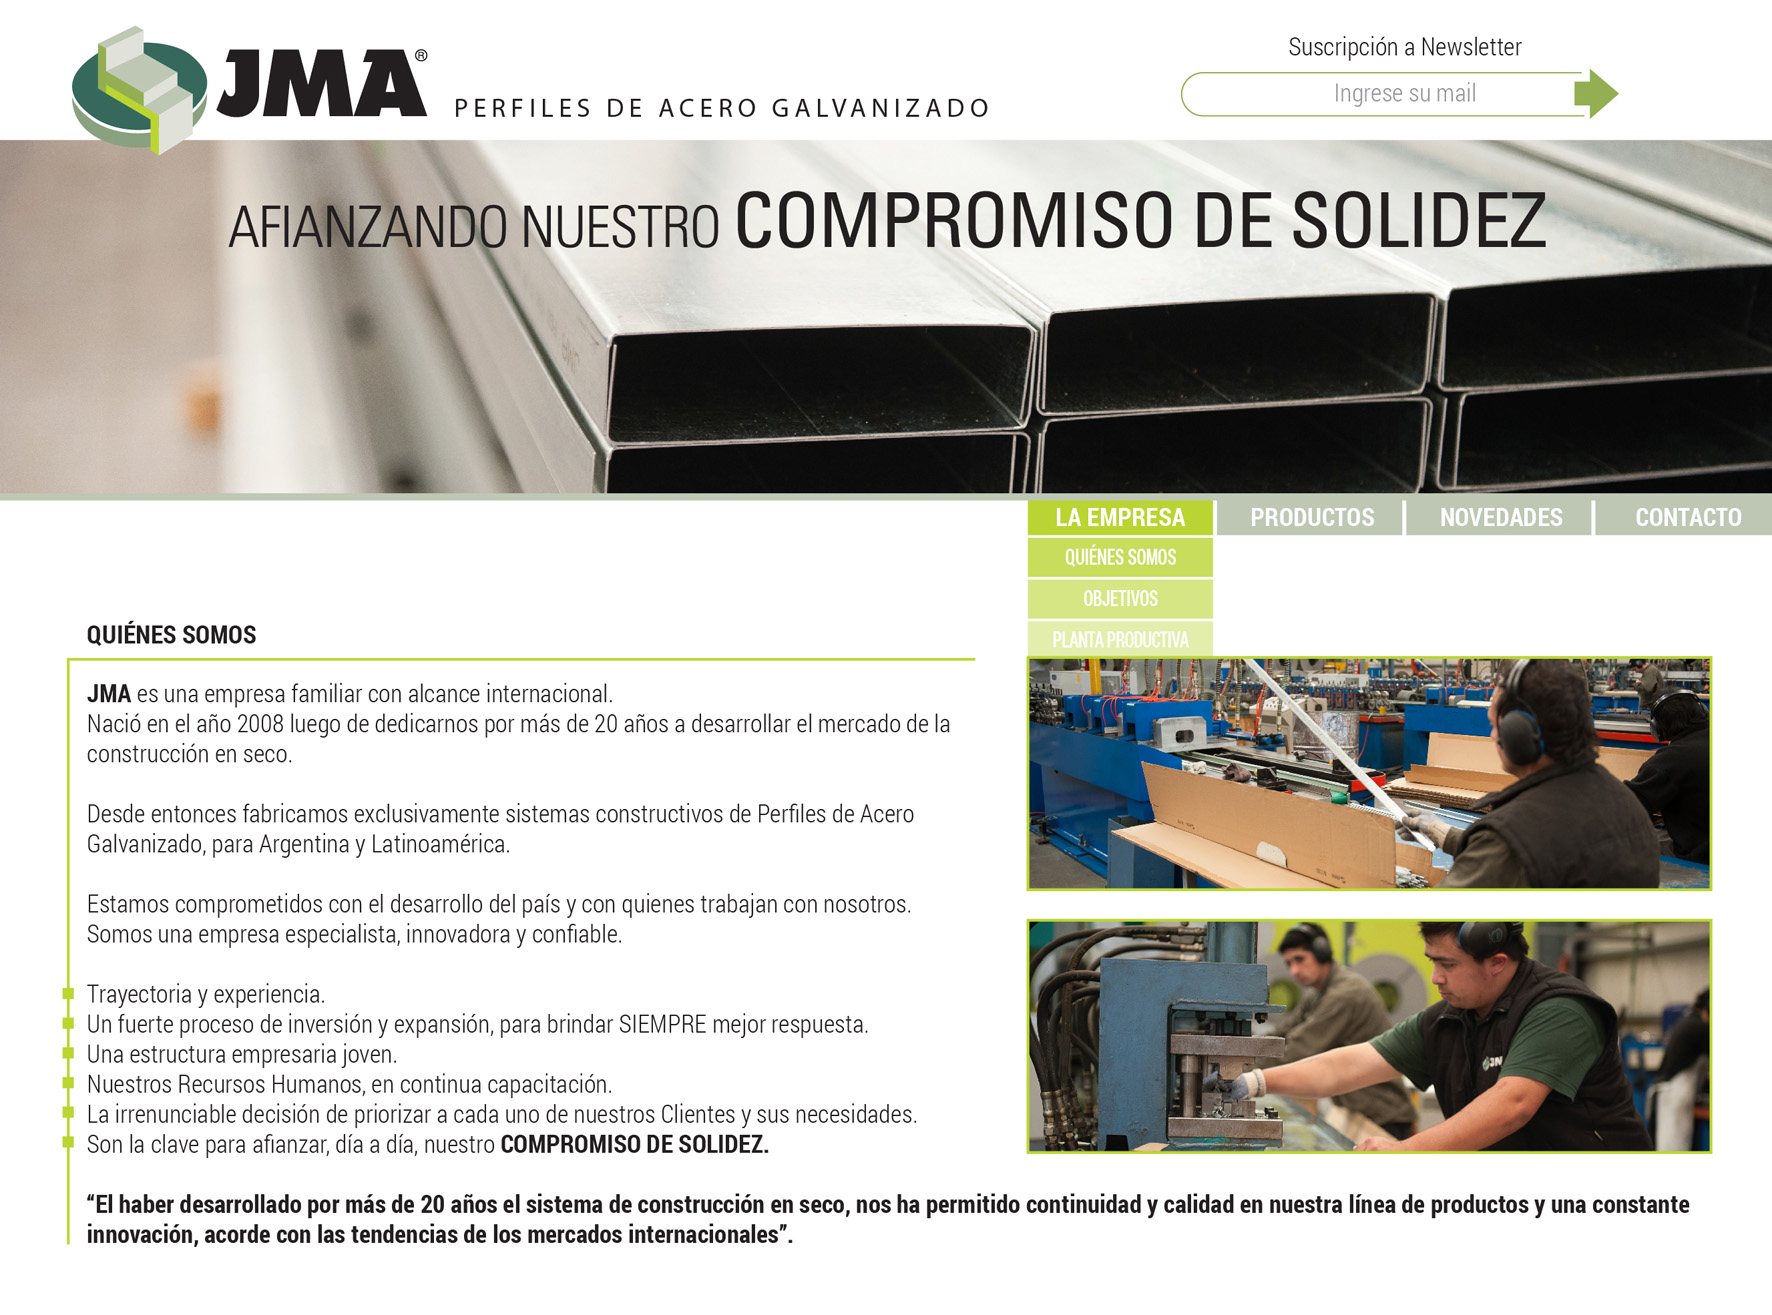 JMA®
PERFILES DE ACERO GALVANIZADO
Suscripción a Newsletter
Ingrese su mail
AFIANZANDO NUESTRO COMPROMISO DE SOLIDEZ
LA EMPRESA
PRODUCTOS
NOVEDADES
CONTACTO
QUIÉNES SOMOS
OBJETIVOS
PLANTA PRODUCTIVA
QUIÉNES SOMOS
JMA es una empresa familiar con alcance internacional.
Nació en el año 2008 luego de dedicarnos por más de 20 años a desarrollar el mercado de la
construcción en seco.
Desde entonces fabricamos exclusivamente sistemas constructivos de Perfiles de Acero
Galvanizado, para Argentina y Latinoamérica.
Estamos comprometidos con el desarrollo del país y con quienes trabajan con nosotros.
Somos una empresa especialista, innovadora y confiable.
Trayectoria y experiencia.
Un fuerte proceso de inversión y expansión, para brindar SIEMPRE mejor respuesta.
Una estructura empresaria joven.
Nuestros Recursos Humanos, en continua capacitación.
La irrenunciable decisión de priorizar a cada uno de nuestros Clientes y sus necesidades.
Son la clave para afianzar, día a día, nuestro COMPROMISO DE SOLIDEZ.
“El haber desarrollado por más de 20 años el sistema de construcción en seco, nos ha permitido continuidad y calidad en nuestra línea de productos y una constante
innovación, acorde con las tendencias de los mercados internacionales”.